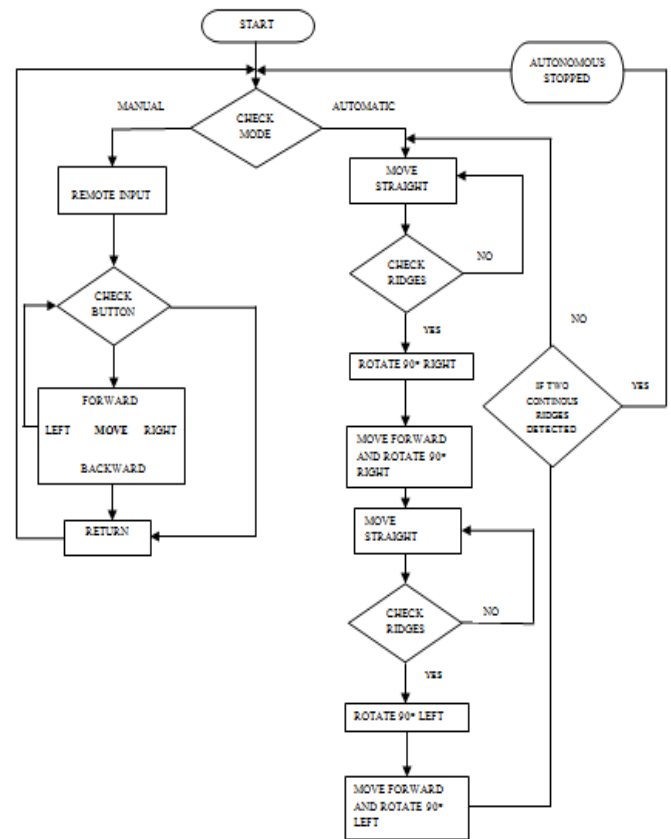 START
AUTONOMOUS
STOPPED
MANUAL
AUTOMATIC
CHECK
MODE
REMOTE INPUT
MOVE
STRAIGHT
CHECK
RIDGES
NO
YES
CHECK
BUTTON
ROTATE 90* RIGHT
FORWARD
LEFT MOVE RIGHT
BACKWARD
RETURN
MOVE FORWARD
AND ROTATE 90*
RIGHT
MOVE
STRAIGHT
CHECK
RIDGES
NO
YES
ROTATE 90* LEFT
MOVE FORWARD
AND ROTATE 90*
LEFT
NO
IF TWO
CONTINOUS
RIDGES
DETECTED
YES